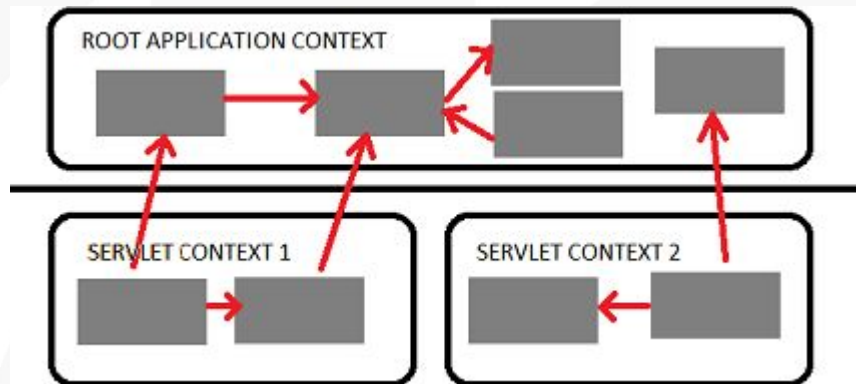 ROOT APPLICATION CONTEXT
SERVLET CONTEXT 1
SERVLET CONTEXT 2